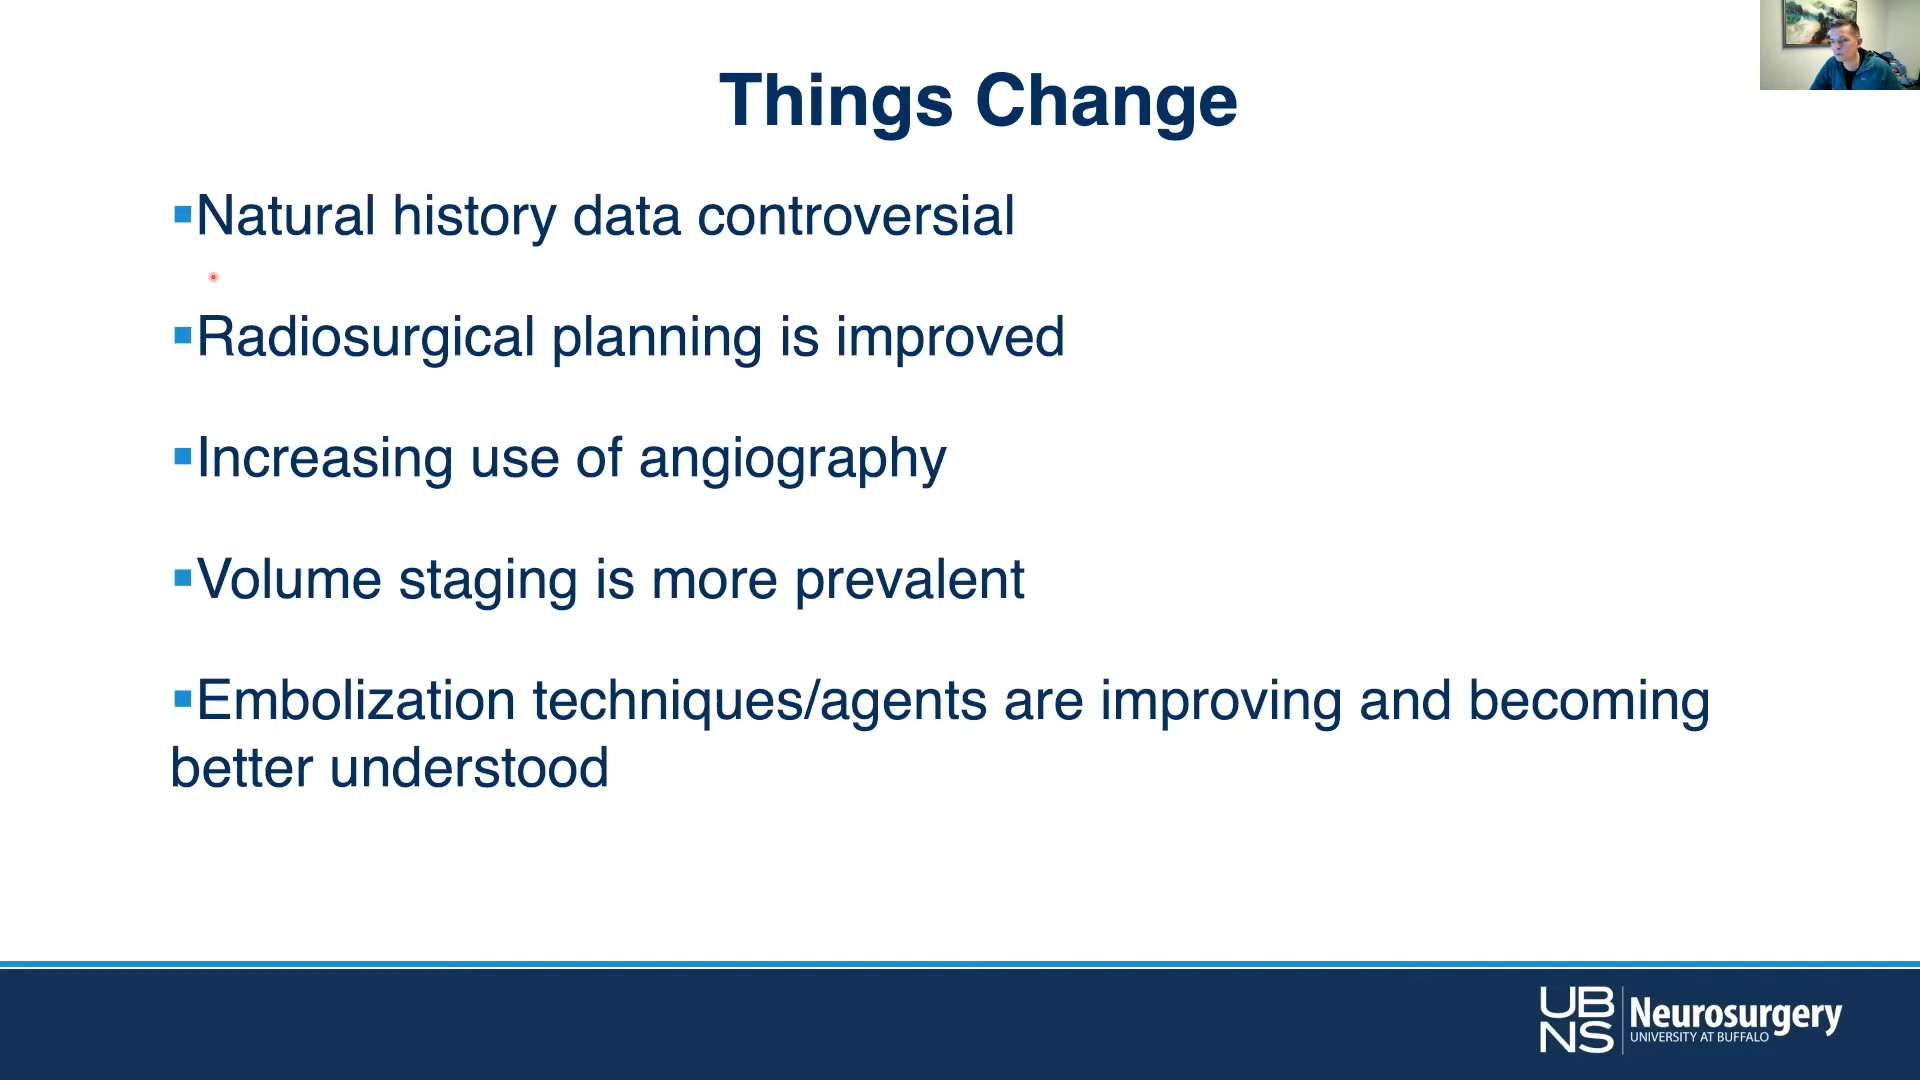 Things Change
▪Natural history data controversial
▪Radiosurgical planning is improved
▪Increasing use of angiography
▪Volume staging is more prevalent
▪Embolization techniques/agents are improving and becoming
better understood
UB
NS
Neurosurgery
UNIVERSITY AT BUFFALO